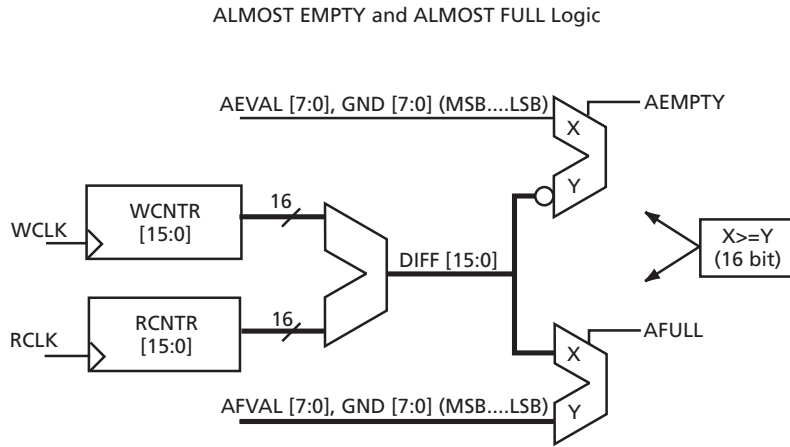 ALMOST EMPTY and ALMOST FULL Logic
AEVAL [7:0], GND [7:0] (MSB....LSB)
AEMPTY
X
Y
WCLK
WCNTR
[15:0]
16
DIFF [15:0]
X>=Y
(16 bit)
RCLK
RCNTR
[15:0]
16
AFULL
X
AFVAL [7:0], GND [7:0] (MSB....LSB)
Y